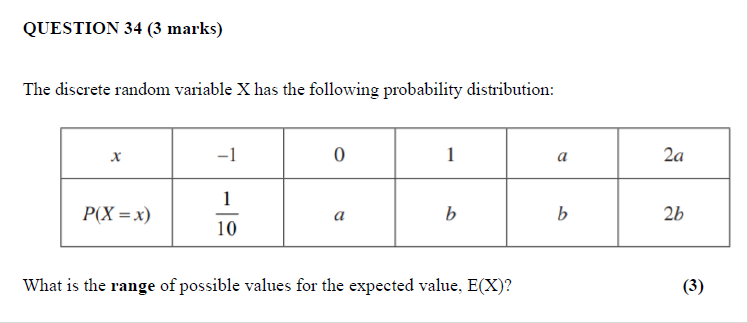 QUESTION 34 (3 marks)
The discrete random variable X has the following probability distribution:
x −1 0 1 a 2a
P(X = x) 1/10 a b b 2b
What is the range of possible values for the expected value, E(X)? (3)